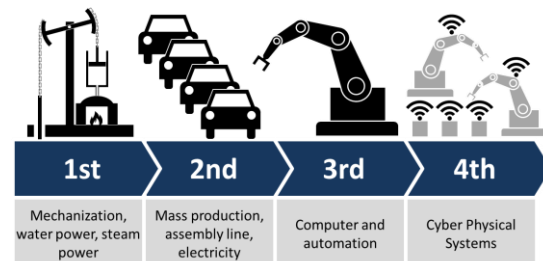 1st
2nd
3rd
4th
Mechanization,
water power, steam
power
Mass production,
assembly line,
electricity
Computer and
automation
Cyber Physical
Systems